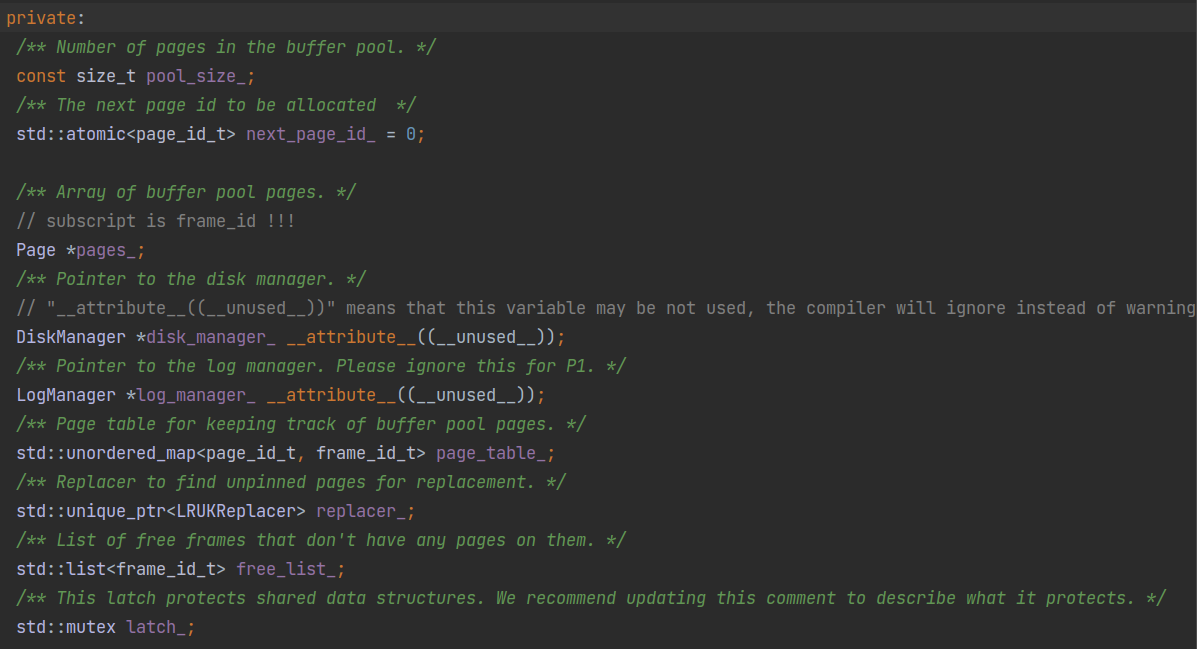 private:
/** Number of pages in the buffer pool. */
const size_t pool_size_;
/** The next page id to be allocated  */
std::atomic<page_id_t> next_page_id_ = 0;
/** Array of buffer pool pages. */
// subscript is frame_id !!!
Page *pages_;
/** Pointer to the disk manager. */
// "__attribute__((__unused__))" means that this variable may be not used, the compiler will ignore instead of warning
DiskManager *disk_manager_ __attribute__((__unused__));
/** Pointer to the log manager. Please ignore this for P1. */
LogManager *log_manager_ __attribute__((__unused__));
/** Page table for keeping track of buffer pool pages. */
std::unordered_map<page_id_t, frame_id_t> page_table_;
/** Replacer to find unpinned pages for replacement. */
std::unique_ptr<LRUKReplacer> replacer_;
/** List of free frames that don't have any pages on them. */
std::list<frame_id_t> free_list_;
/** This latch protects shared data structures. We recommend updating this comment to describe what it protects. */
std::mutex latch_;